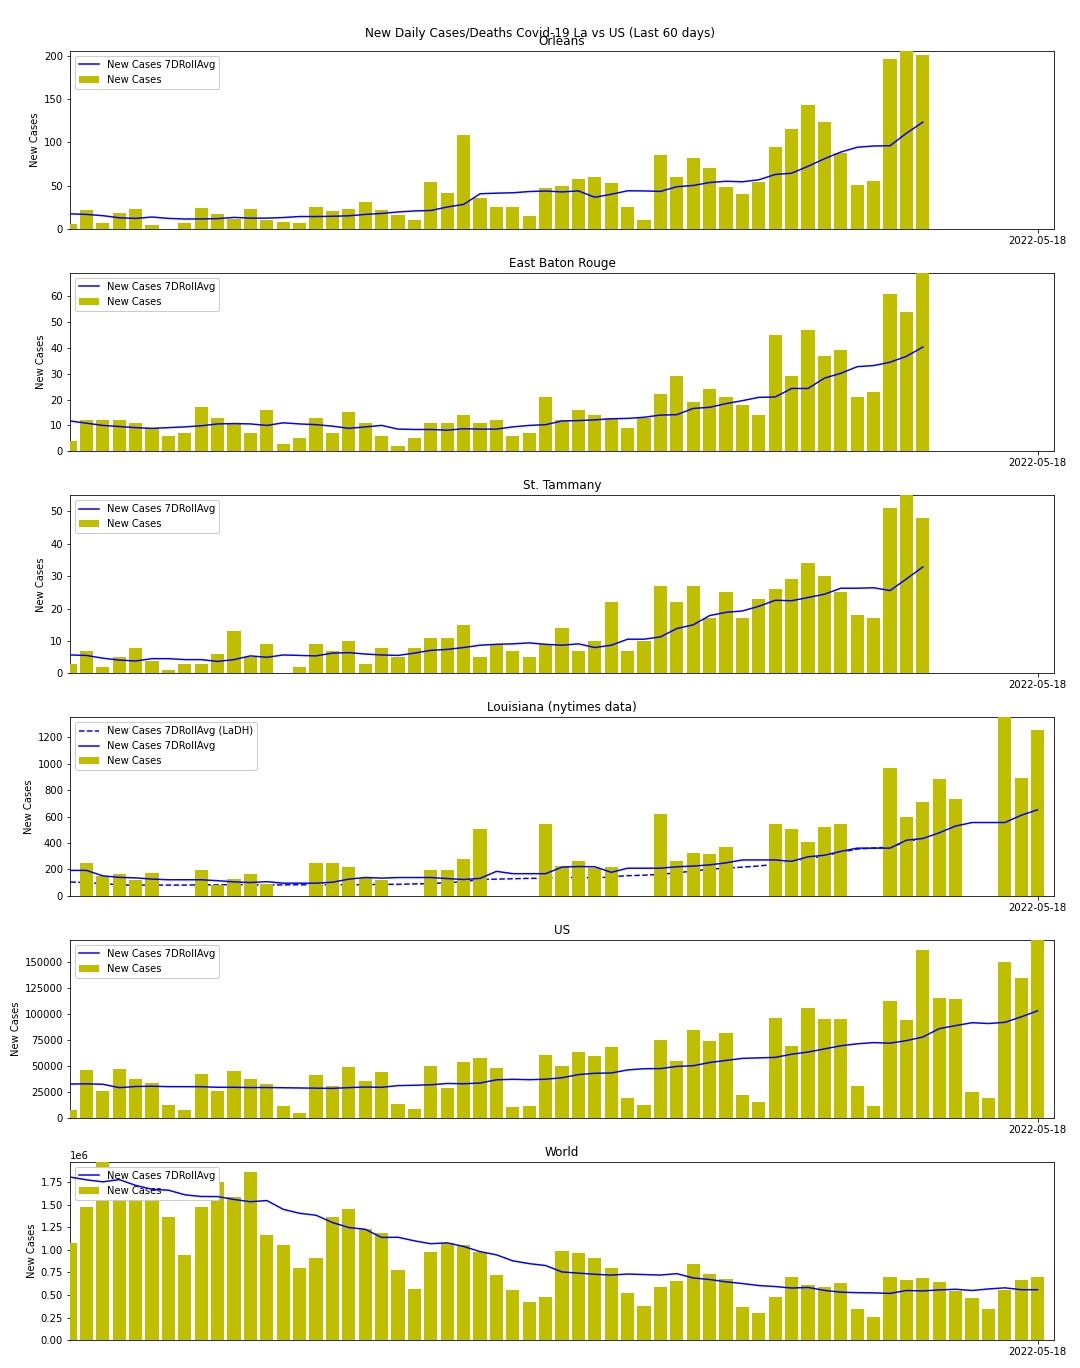 New Daily Cases/Deaths Covid-19 La vs US (Last 60 days)
Orleans
New Cases 7DRollAvg
New Cases
New Cases
200
150
100
50
0
2022-05-18
East Baton Rouge
New Cases 7DRollAvg
New Cases
New Cases
60
50
40
30
20
10
0
2022-05-18
St. Tammany
New Cases 7DRollAvg
New Cases
New Cases
50
40
30
20
10
0
2022-05-18
Louisiana (nytimes data)
New Cases 7DRollAvg (LaDH)
New Cases 7DRollAvg
New Cases
New Cases
1200
1000
800
600
400
200
0
2022-05-18
US
New Cases 7DRollAvg
New Cases
New Cases
150000
125000
100000
75000
50000
25000
0
2022-05-18
World
1e6
New Cases 7DRollAvg
New Cases
New Cases
1.75
1.50
1.25
1.00
0.75
0.50
0.25
0.00
2022-05-18